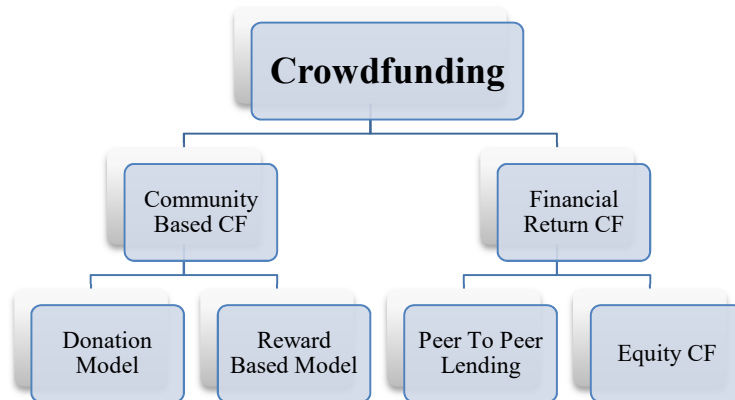 Crowdfunding
Community
Based CF
Financial
Return CF
Donation
Model
Reward
Based Model
Peer To Peer
Lending
Equity CF